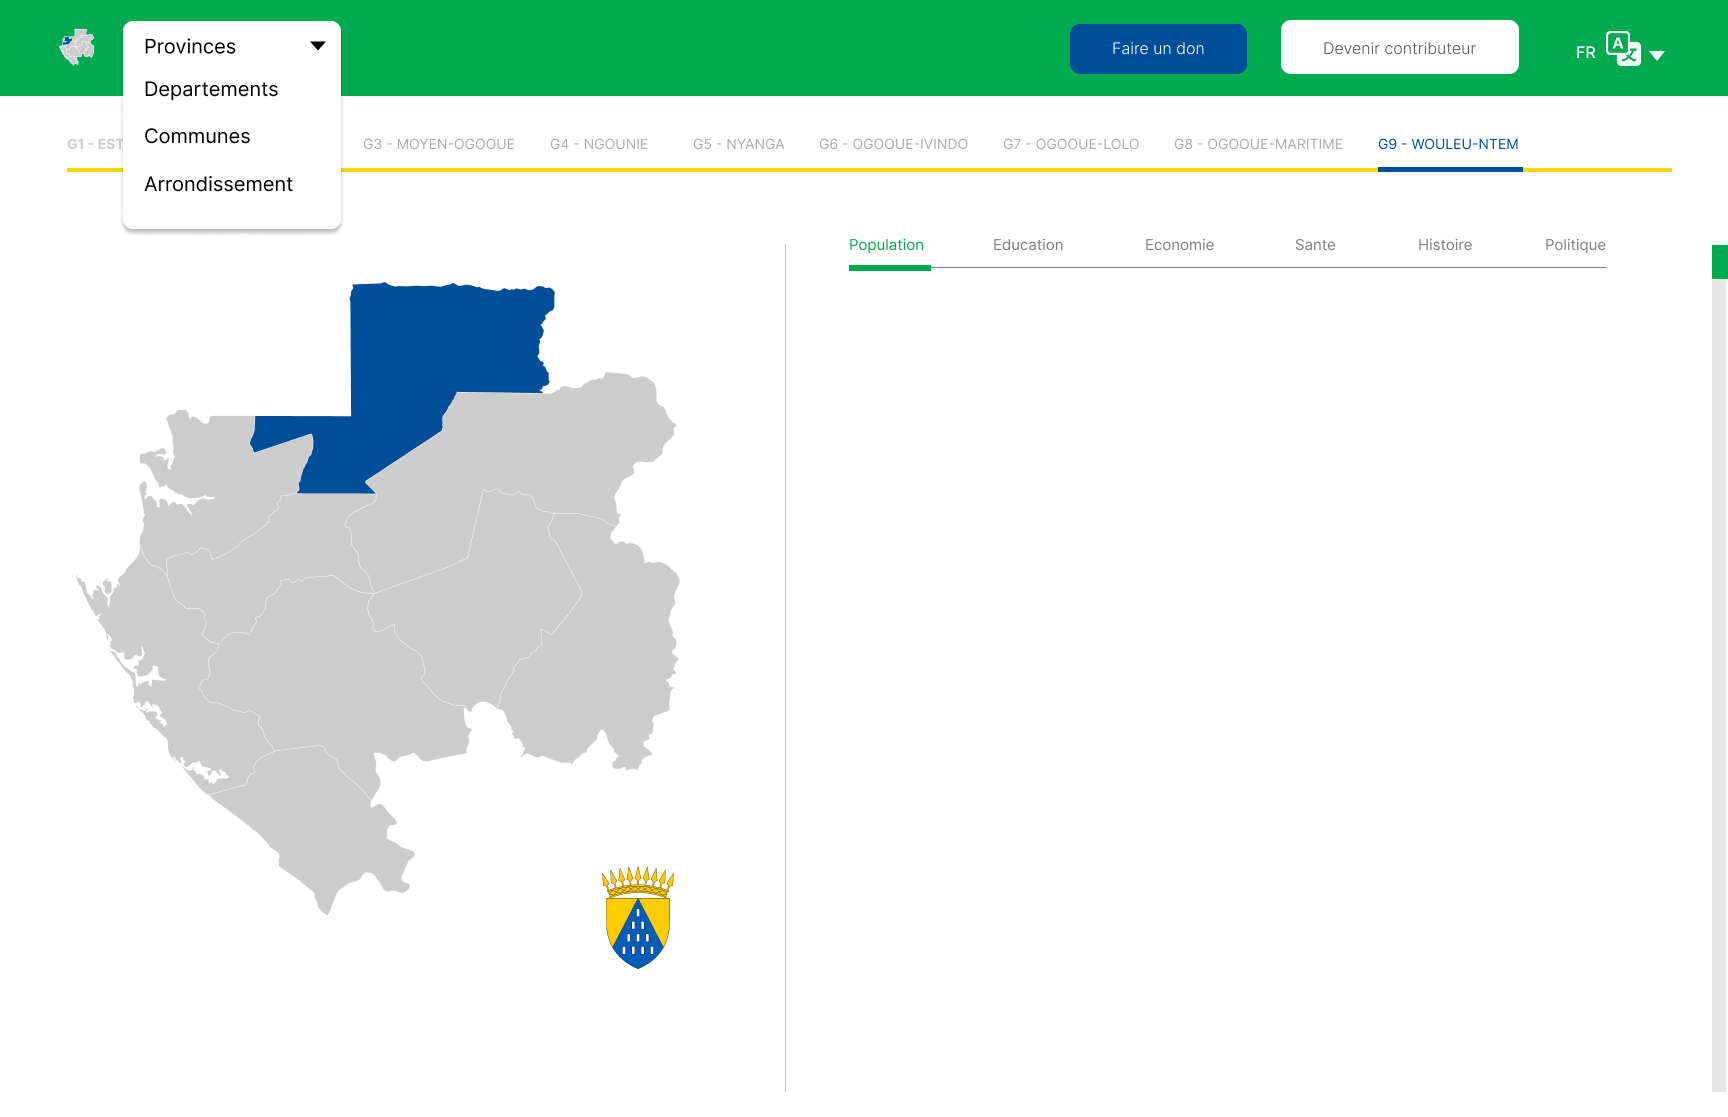 Provinces
Departements
Communes
Arrondissement
Faire un don
Devenir contributeur
FR
A
G1 - EST
G3 - MOYEN-OGOOUE
G4 - NGOUNIE
G5 - NYANGA
G6 - OGOOUE-IVINDO
G7 - OGOOUE-LOLO
G8 - OGOOUE-MARITIME
G9 - WOULEU-NTEM
Population
Education
Economie
Sante
Histoire
Politique